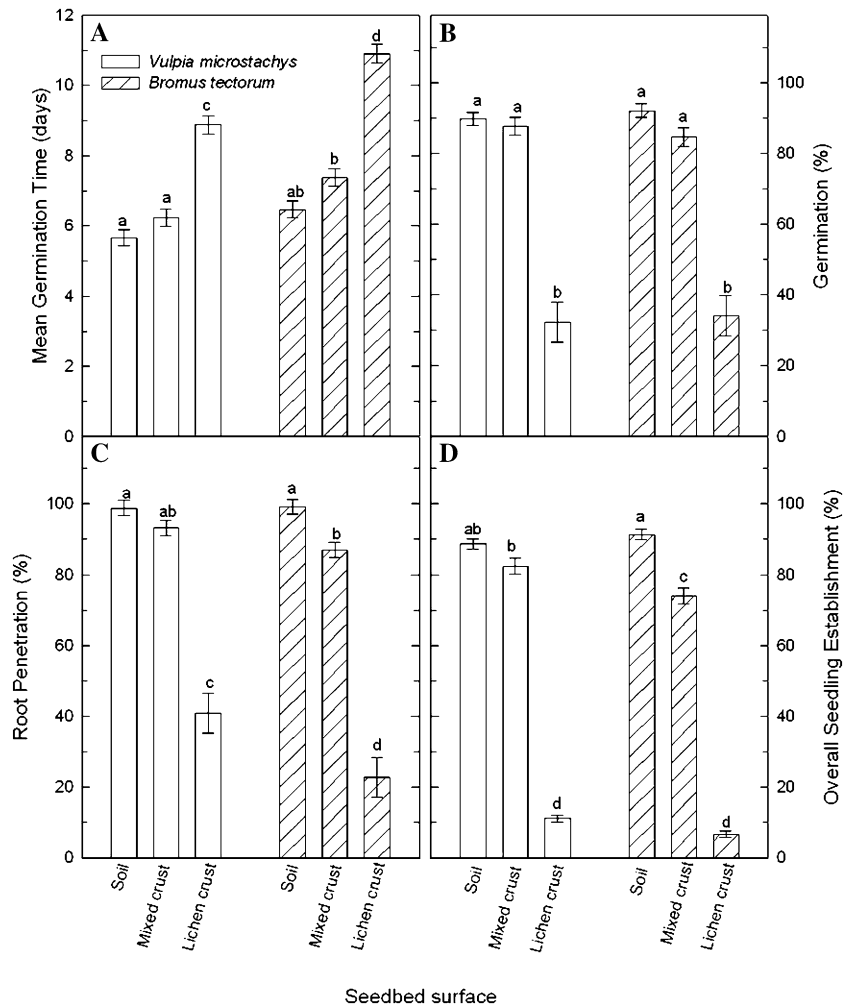 A
Vulpia microstachys
Bromus tectorum
Mean Germination Time (days)
12
10
8
6
4
2
0
a
a
c
ab
b
d
B
Germination (%)
100
80
60
40
20
0
a
a
b
a
a
b
C
Root Penetration (%)
100
80
60
40
20
0
a
ab
c
a
b
d
D
Overall Seedling Establishment (%)
100
80
60
40
20
0
ab
b
d
a
c
d
Soil
Mixed crust
Lichen crust
Soil
Mixed crust
Lichen crust
Soil
Mixed crust
Lichen crust
Soil
Mixed crust
Lichen crust
Seedbed surface